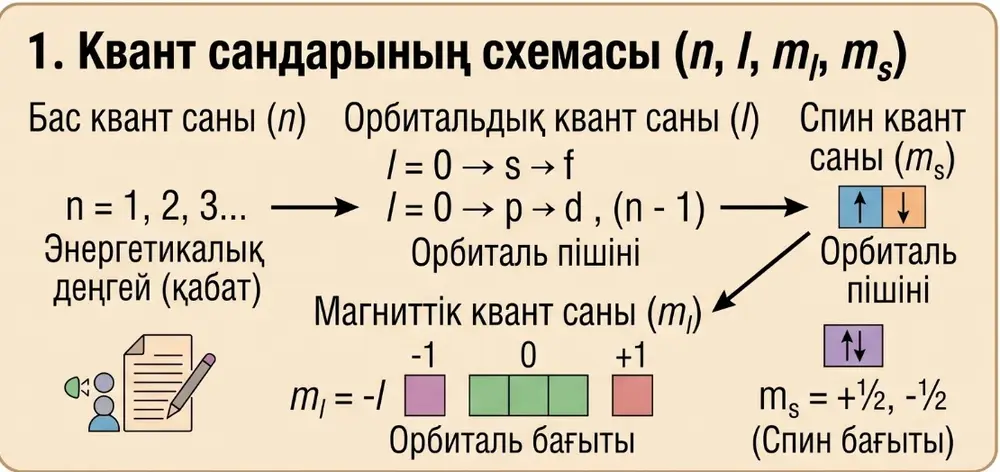 1. Квант сандарының схемасы (n, l, mₗ, mₛ)
Бас квант саны (n)
n = 1, 2, 3...
Энергетикалық
деңгей (қабат)
Орбитальдық квант саны (l)
l = 0 → s → f
l = 0 → p → d , (n - 1)
Орбиталь пішіні
Спин квант
саны (mₛ)
↑ ↓
Орбиталь
пішіні
↑↓
mₛ = +½, -½
(Спин бағыты)
Магниттік квант саны (mₗ)
-1 0 +1
mₗ = -l
Орбиталь бағыты